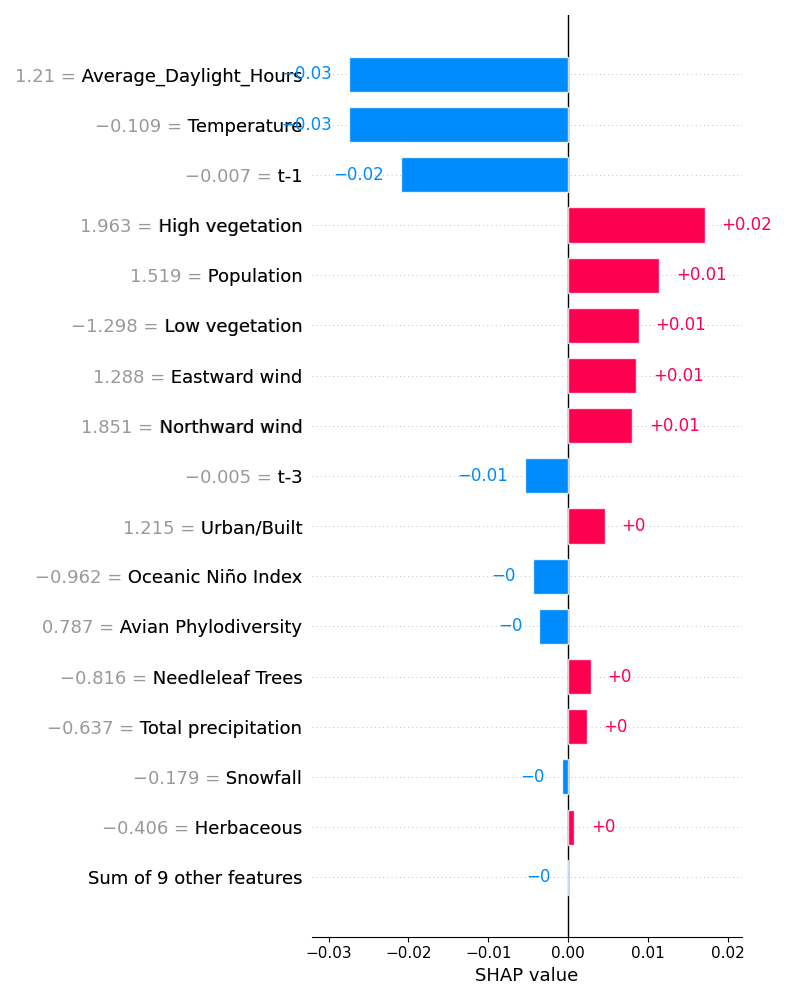 1.21 = Average_Daylight_Hours −0.03
−0.109 = Temperature −0.03
−0.007 = t-1 −0.02
1.963 = High vegetation +0.02
1.519 = Population +0.01
−1.298 = Low vegetation +0.01
1.288 = Eastward wind +0.01
1.851 = Northward wind +0.01
−0.005 = t-3 −0.01
1.215 = Urban/Built +0
−0.962 = Oceanic Niño Index −0
0.787 = Avian Phylodiversity −0
−0.816 = Needleleaf Trees +0
−0.637 = Total precipitation +0
−0.179 = Snowfall −0
−0.406 = Herbaceous +0
Sum of 9 other features −0
−0.03 −0.02 −0.01 0.00 0.01 0.02
SHAP value